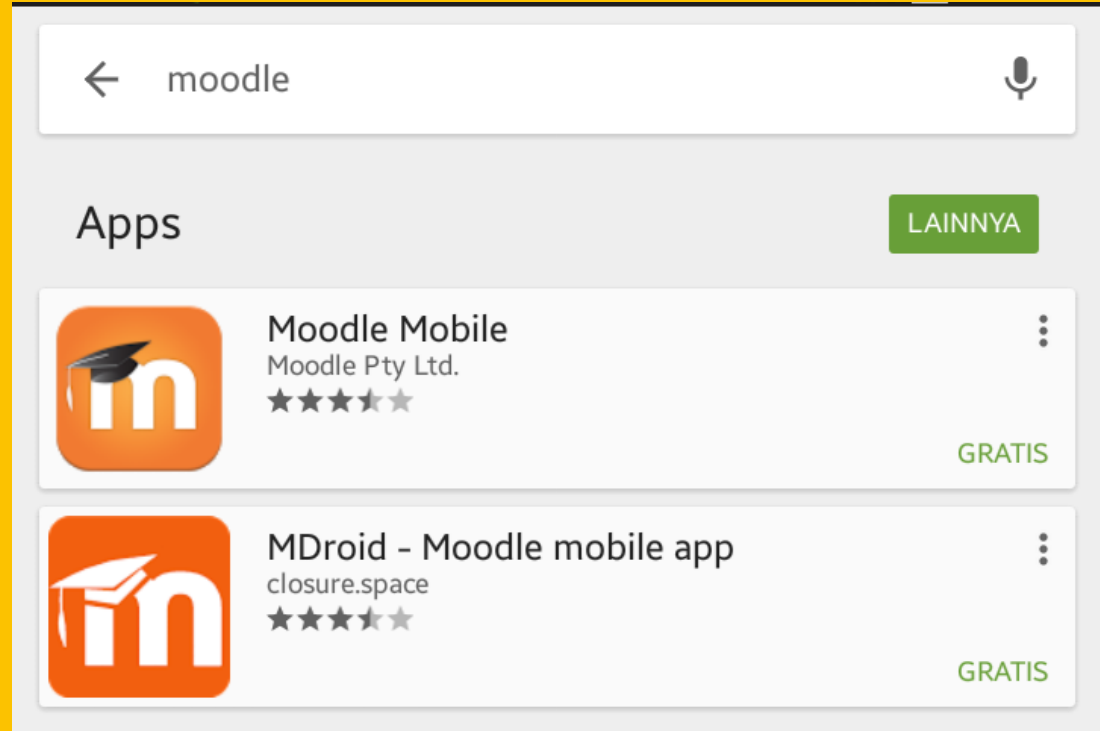 moodle
Apps
LAINNYA
Moodle Mobile
Moodle Pty Ltd.
GRATIS
MDroid - Moodle mobile app
closure.space
GRATIS